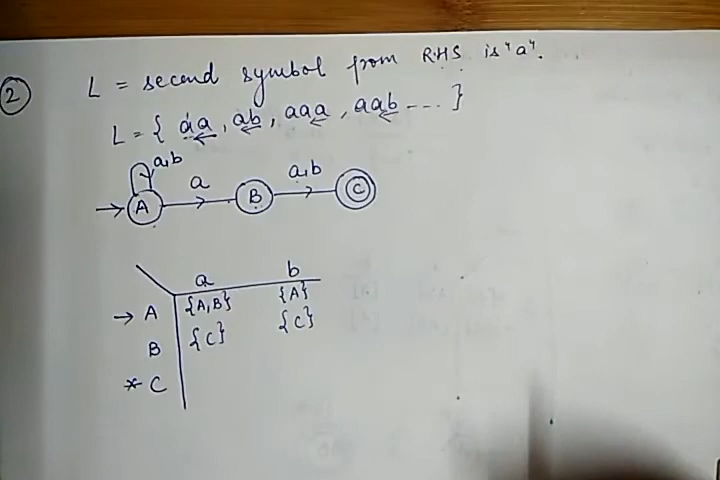 ② L = second symbol from RHS is "a".
L = { aa, ab, aaa, aab ---- }
a,b
→ A a B a,b C
a b
→ A {A,B} {A}
B {C} {C}
* C